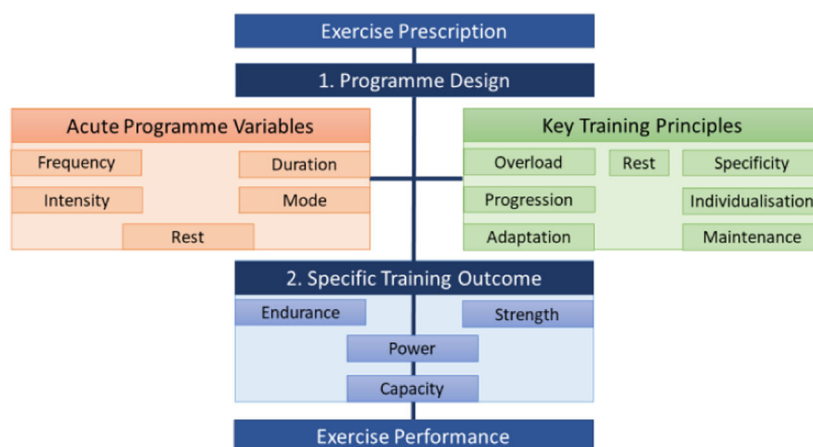 Exercise Prescription
1. Programme Design
Acute Programme Variables
Frequency
Duration
Intensity
Mode
Rest
Key Training Principles
Overload
Rest
Specificity
Progression
Individualisation
Adaptation
Maintenance
2. Specific Training Outcome
Endurance
Strength
Power
Capacity
Exercise Performance